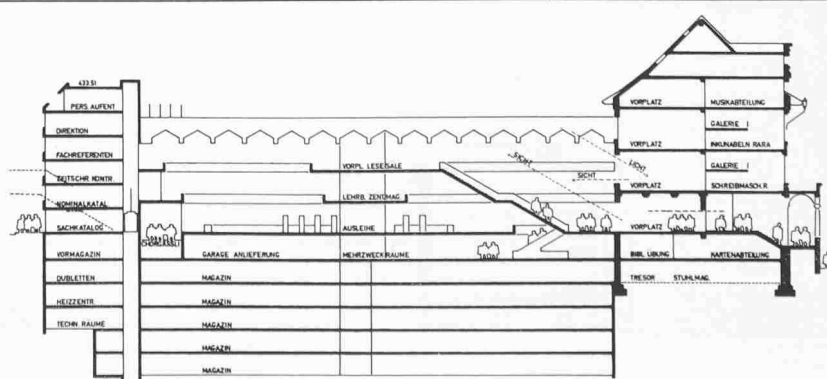 433.51
PERS. AUFENT
DIREKTION
FACHREFERENTEN
ZEITSCHR KONTR.
NOMINALKATAL
SACHKATALOG
VORMAGAZIN
DUBLETTEN
HEIZZENTR.
TECHN. RÄUME
CHORGASSLI
VORPL. LESESÄLE
LEHRB. ZENT.MAG.
AUSLEIHE
GARAGE ANLIEFERUNG
MEHRZWECKRÄUME
MAGAZIN
MAGAZIN
MAGAZIN
MAGAZIN
MAGAZIN
SICHT
LICHT
SICHT
VORPLATZ
MUSIKABTEILUNG
GALERIE I
VORPLATZ
INKUNABELN RARA
GALERIE I
VORPLATZ
SCHREIBMASCH.R.
VORPLATZ
BIBL. ÜBUNG
KARTENABTEILUNG
TRESOR STUHLMAG.